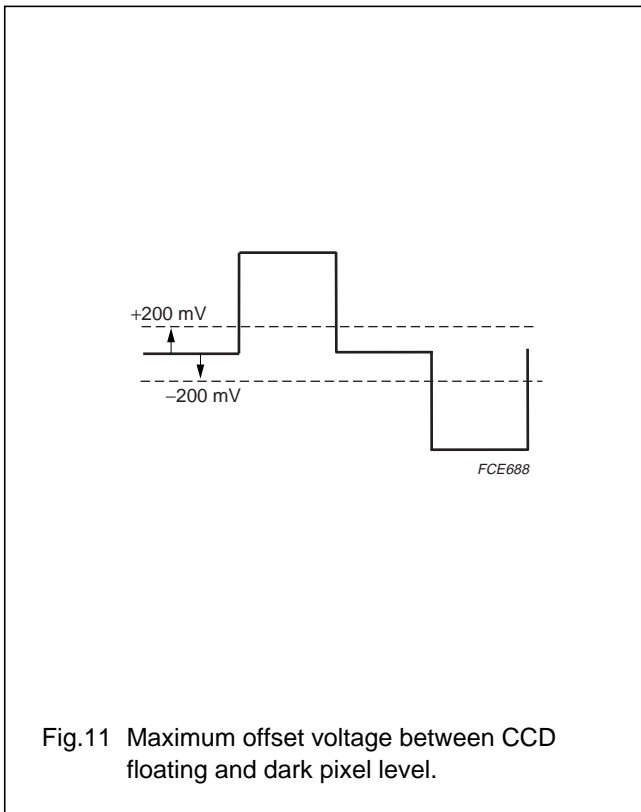 +200 mV
−200 mV
FCE688
Fig.11 Maximum offset voltage between CCD
floating and dark pixel level.